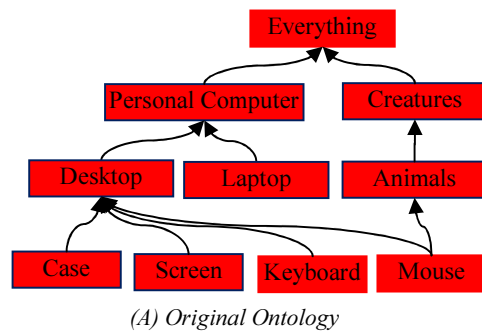 Everything
Personal Computer
Creatures
Desktop
Laptop
Animals
Case
Screen
Keyboard
Mouse
(A) Original Ontology